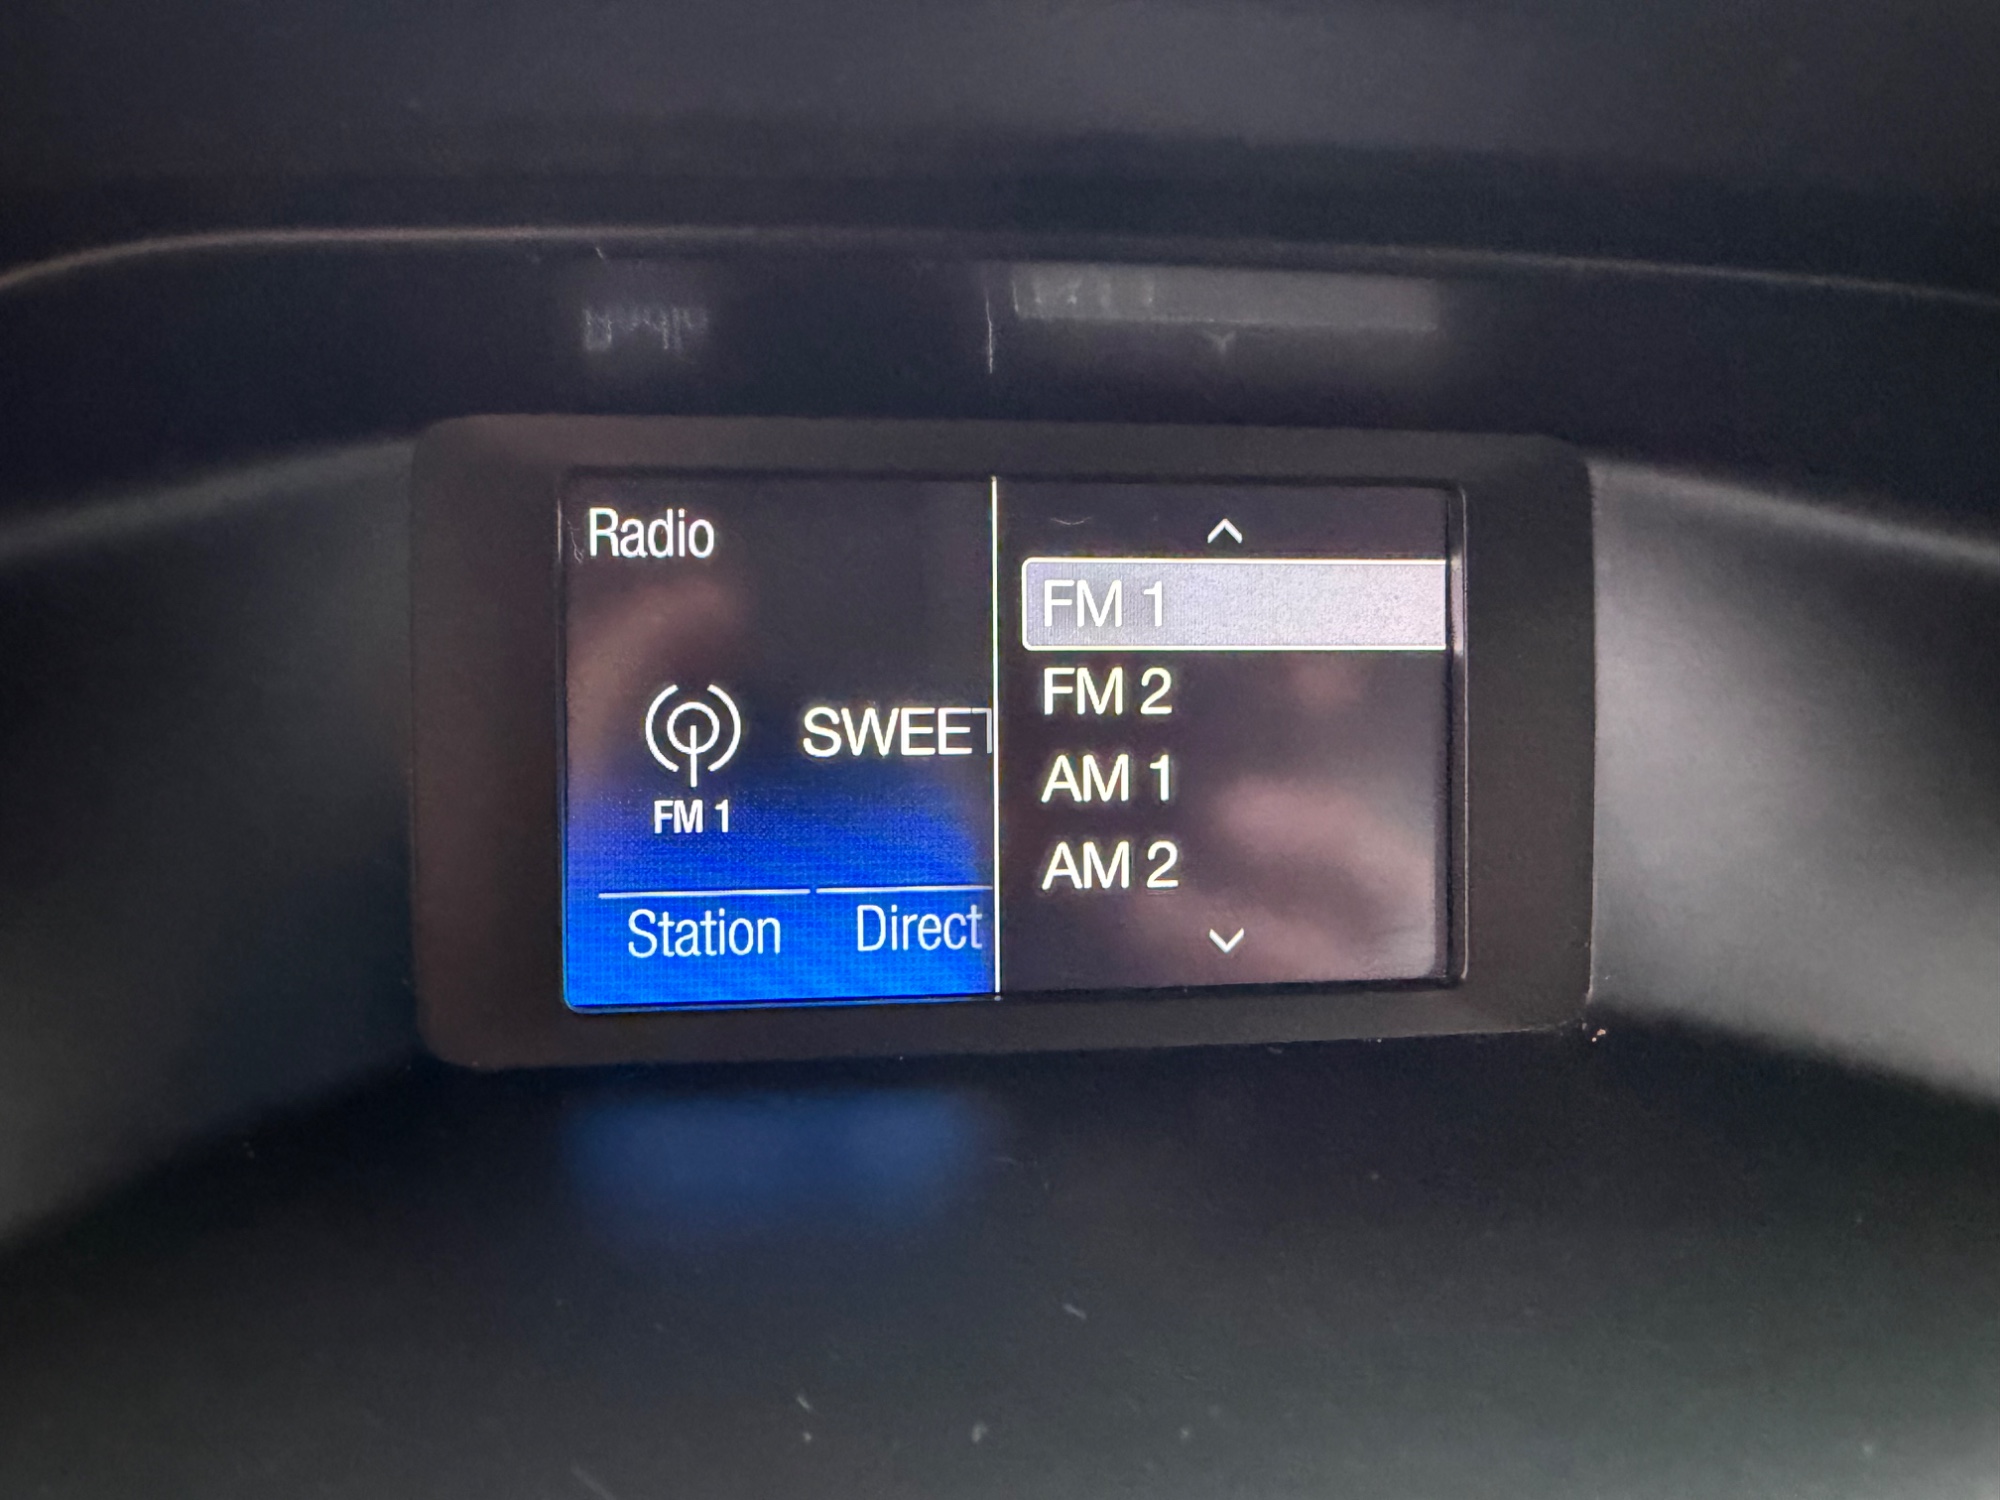 Radio
SWEET
FM 1
Station
Direct
FM 1
FM 2
AM 1
AM 2